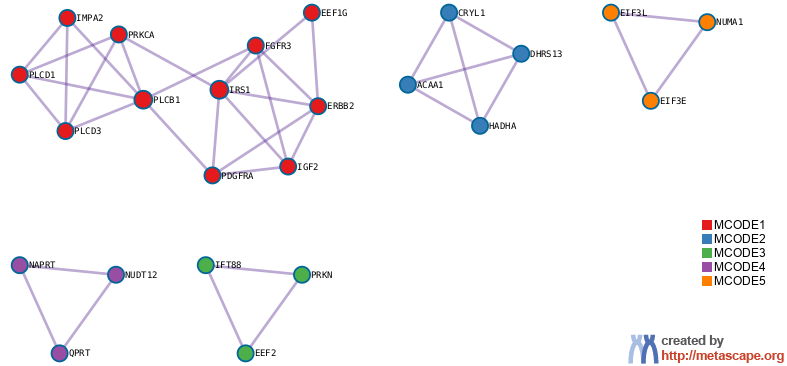 IMPA2
PRKCA
PLCD1
PLCB1
PLCD3
EEF1G
FGFR3
IRS1
ERBB2
IGF2
PDGFRA
CRYL1
DHRS13
ACAA1
HADHA
EIF3L
NUMA1
EIF3E
NAPRT
NUDT12
QPRT
IFT88
PRKN
EEF2
MCODE1
MCODE2
MCODE3
MCODE4
MCODE5
created by
http://metascape.org